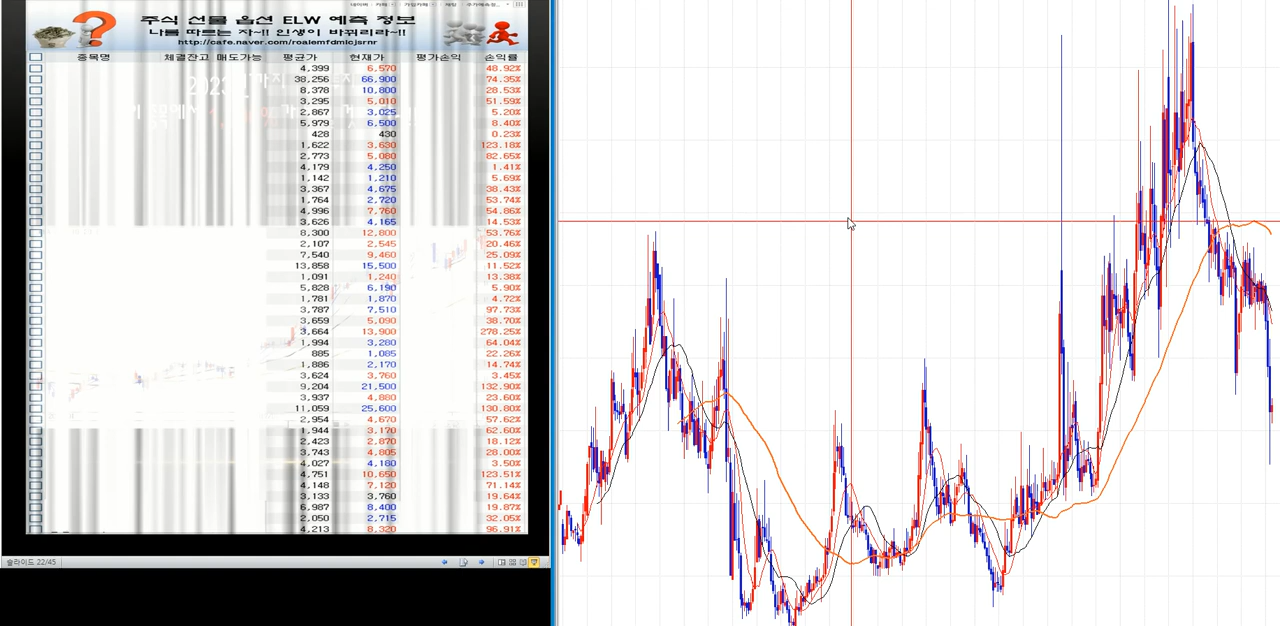 주식 선물 옵션 ELW 예측 정보
나를 따르는 자~!! 인생이 바뀌리라~!!
종목명 체결잔고 매도가능 평균가 현재가 평가손익 손익률
4,399 6,570 48.92%
38,256 66,900 74.35%
8,378 10,800 28.53%
3,295 5,010 51.59%
2,867 3,025 5.20%
5,979 6,500 8.40%
428 430 0.23%
1,622 3,630 123.18%
2,773 5,080 82.65%
4,179 4,250 1.41%
1,142 1,210 5.69%
3,367 4,675 38.43%
1,764 2,720 53.74%
4,996 7,760 54.86%
3,626 4,165 14.53%
8,300 12,800 53.76%
2,107 2,545 20.46%
7,540 9,460 25.09%
13,858 15,500 11.52%
1,091 1,240 13.38%
5,828 6,190 5.90%
1,781 1,870 4.72%
3,787 7,510 97.73%
3,659 5,090 38.70%
3,664 13,900 278.25%
1,994 3,280 64.04%
885 1,085 22.26%
1,886 2,170 14.74%
3,624 3,760 3.45%
9,204 21,500 132.90%
3,937 4,880 23.60%
11,059 25,600 130.80%
2,954 4,670 57.62%
1,944 3,170 62.60%
2,423 2,870 18.12%
3,743 4,805 28.00%
4,027 4,180 3.50%
4,751 10,650 123.51%
4,148 7,120 71.14%
3,133 3,760 19.64%
6,987 8,400 19.87%
2,050 2,715 32.05%
4,213 8,320 96.91%
슬라이드 22/45